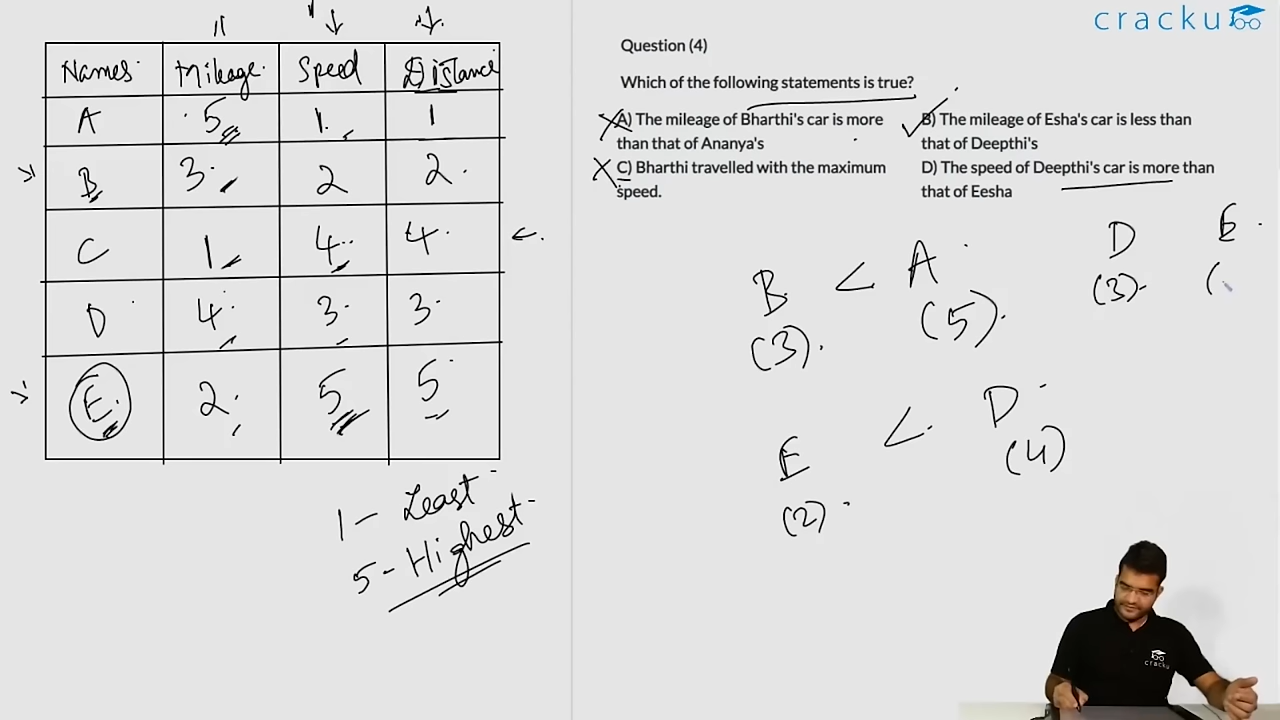 cracku
Names Mileage Speed Distance
A 5 1 1
B 3 2 2
C 1 4 4
D 4 3 3
E 2 5 5
1 - Least
5 - Highest
Question (4)
Which of the following statements is true?
A) The mileage of Bharthi's car is more
than that of Ananya's
B) The mileage of Esha's car is less than
that of Deepthi's
C) Bharthi travelled with the maximum
speed.
D) The speed of Deepthi's car is more than
that of Eesha
B < A
(3) (5)
D E
(3) (
E < D
(2) (4)
cracku